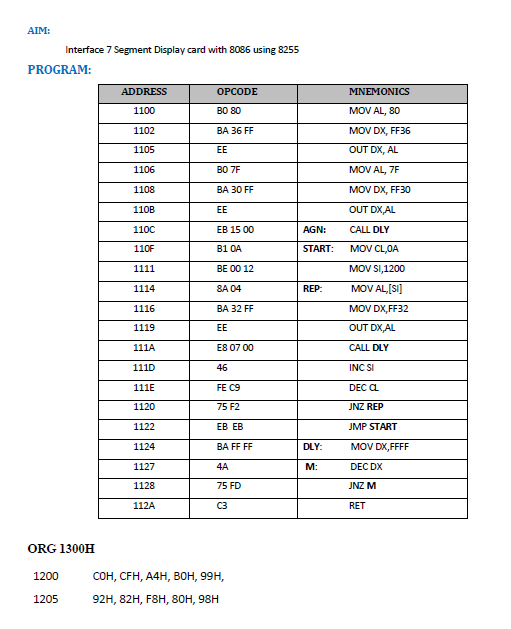 AIM:
Interface 7 Segment Display card with 8086 using 8255
PROGRAM:
ADDRESS OPCODE MNEMONICS
1100 B0 80 MOV AL, 80
1102 BA 36 FF MOV DX, FF36
1105 EE OUT DX, AL
1106 B0 7F MOV AL, 7F
1108 BA 30 FF MOV DX, FF30
110B EE OUT DX,AL
110C EB 15 00 AGN: CALL DLY
110F B1 0A START: MOV CL,0A
1111 BE 00 12 MOV SI,1200
1114 8A 04 REP: MOV AL,[SI]
1116 BA 32 FF MOV DX,FF32
1119 EE OUT DX,AL
111A E8 07 00 CALL DLY
111D 46 INC SI
111E FE C9 DEC CL
1120 75 F2 JNZ REP
1122 EB EB JMP START
1124 BA FF FF DLY: MOV DX,FFFF
1127 4A M: DEC DX
1128 75 FD JNZ M
112A C3 RET
ORG 1300H
1200 C0H, CFH, A4H, B0H, 99H,
1205 92H, 82H, F8H, 80H, 98H